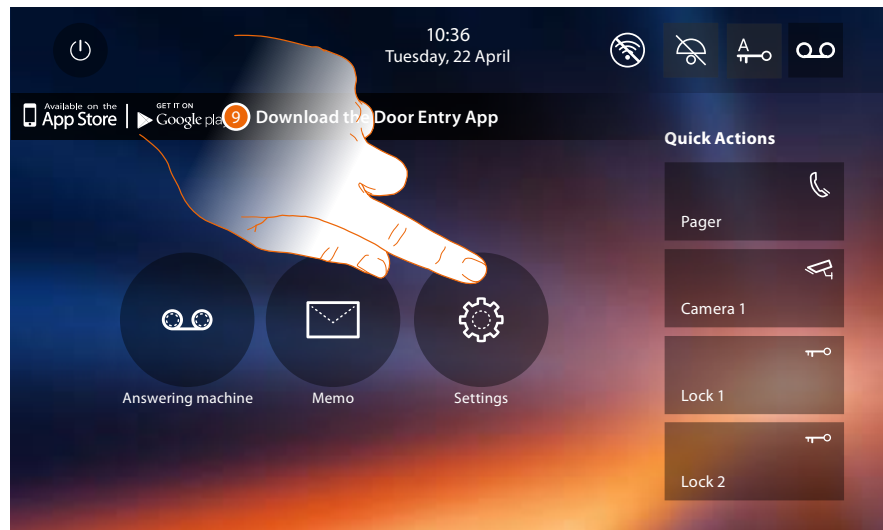 10:36
Tuesday, 22 April
A
Available on the
App Store
GET IT ON
Google pla
9 Download the Door Entry App
Quick Actions
Pager
Camera 1
Lock 1
Lock 2
Answering machine
Memo
Settings